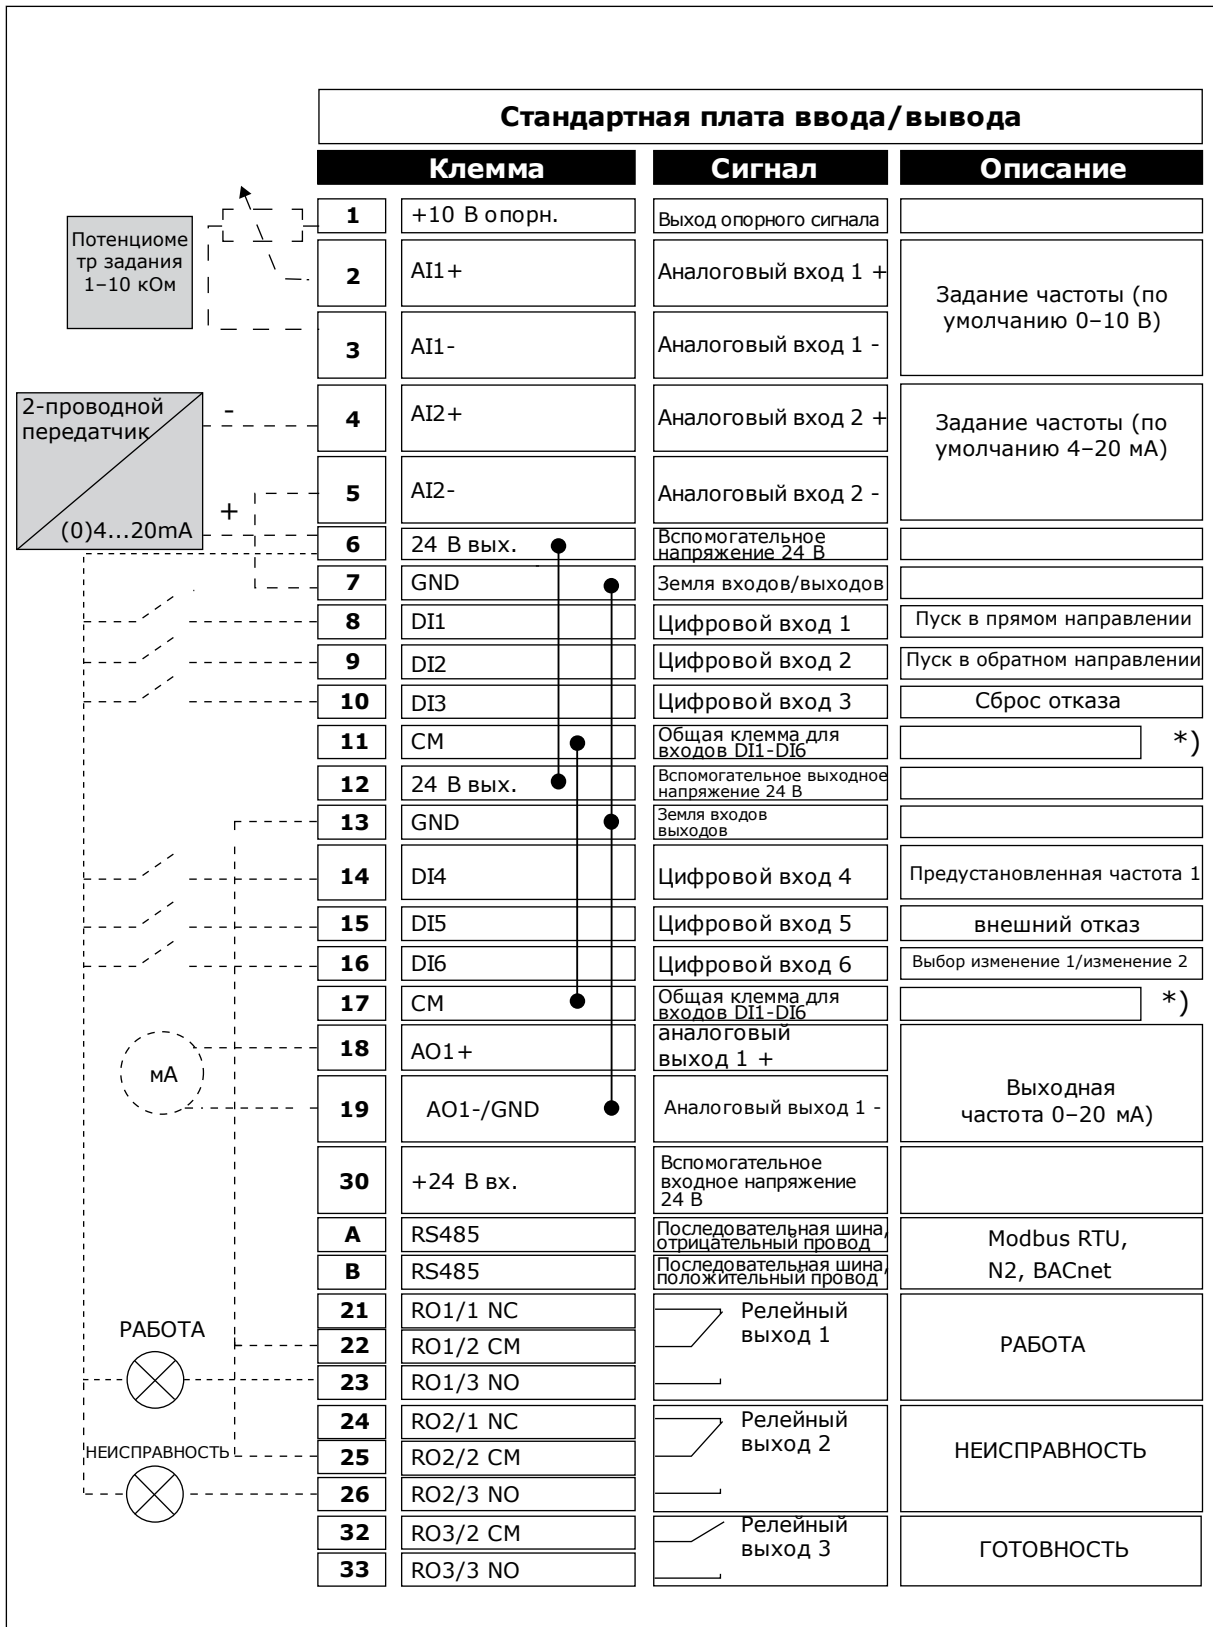 Стандартная плата ввода/вывода
Клемма Сигнал Описание
Потенциоме
тр задания
1–10 кОм
1 +10 В опорн. Выход опорного сигнала
2 AI1+ Аналоговый вход 1 +
Задание частоты (по
умолчанию 0–10 В)
3 AI1- Аналоговый вход 1 -
2-проводной
передатчик
-
+
(0)4...20mA
4 AI2+ Аналоговый вход 2 +
Задание частоты (по
умолчанию 4–20 мА)
5 AI2- Аналоговый вход 2 -
6 24 В вых. Вспомогательное
напряжение 24 В
7 GND Земля входов/выходов
8 DI1 Цифровой вход 1 Пуск в прямом направлении
9 DI2 Цифровой вход 2 Пуск в обратном направлении
10 DI3 Цифровой вход 3 Сброс отказа
11 CM Общая клемма для
входов DI1-DI6
*)
12 24 В вых. Вспомогательное выходное
напряжение 24 В
13 GND Земля входов
выходов
14 DI4 Цифровой вход 4 Предустановленная частота 1
15 DI5 Цифровой вход 5 внешний отказ
16 DI6 Цифровой вход 6 Выбор изменение 1/изменение 2
17 CM Общая клемма для
входов DI1-DI6
*)
мА
18 AO1+ аналоговый
выход 1 +
Выходная
частота 0–20 мА)
19 AO1-/GND Аналоговый выход 1 -
30 +24 В вх. Вспомогательное
входное напряжение
24 В
A RS485 Последовательная шина,
отрицательный провод
Modbus RTU,
N2, BACnet
B RS485 Последовательная шина,
положительный провод
РАБОТА
21 RO1/1 NC Релейный
выход 1
22 RO1/2 CM РАБОТА
23 RO1/3 NO
НЕИСПРАВНОСТЬ
24 RO2/1 NC Релейный
выход 2
25 RO2/2 CM НЕИСПРАВНОСТЬ
26 RO2/3 NO
32 RO3/2 CM Релейный
выход 3
ГОТОВНОСТЬ
33 RO3/3 NO